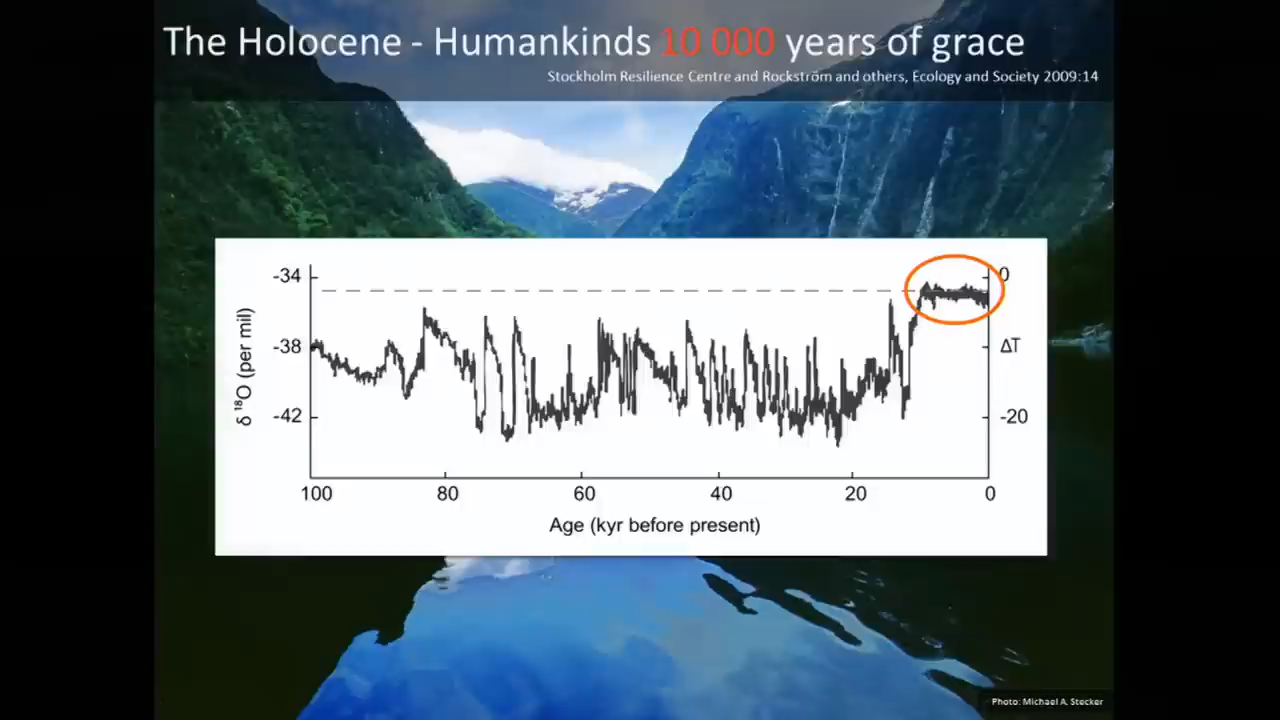 The Holocene - Humankinds 10 000 years of grace
Stockholm Resilience Centre and Rockström and others, Ecology and Society 2009:14
-34
-38
-42
δ ¹⁸O (per mil)
0
ΔT
-20
100 80 60 40 20 0
Age (kyr before present)
Photo: Michael A. Stecker